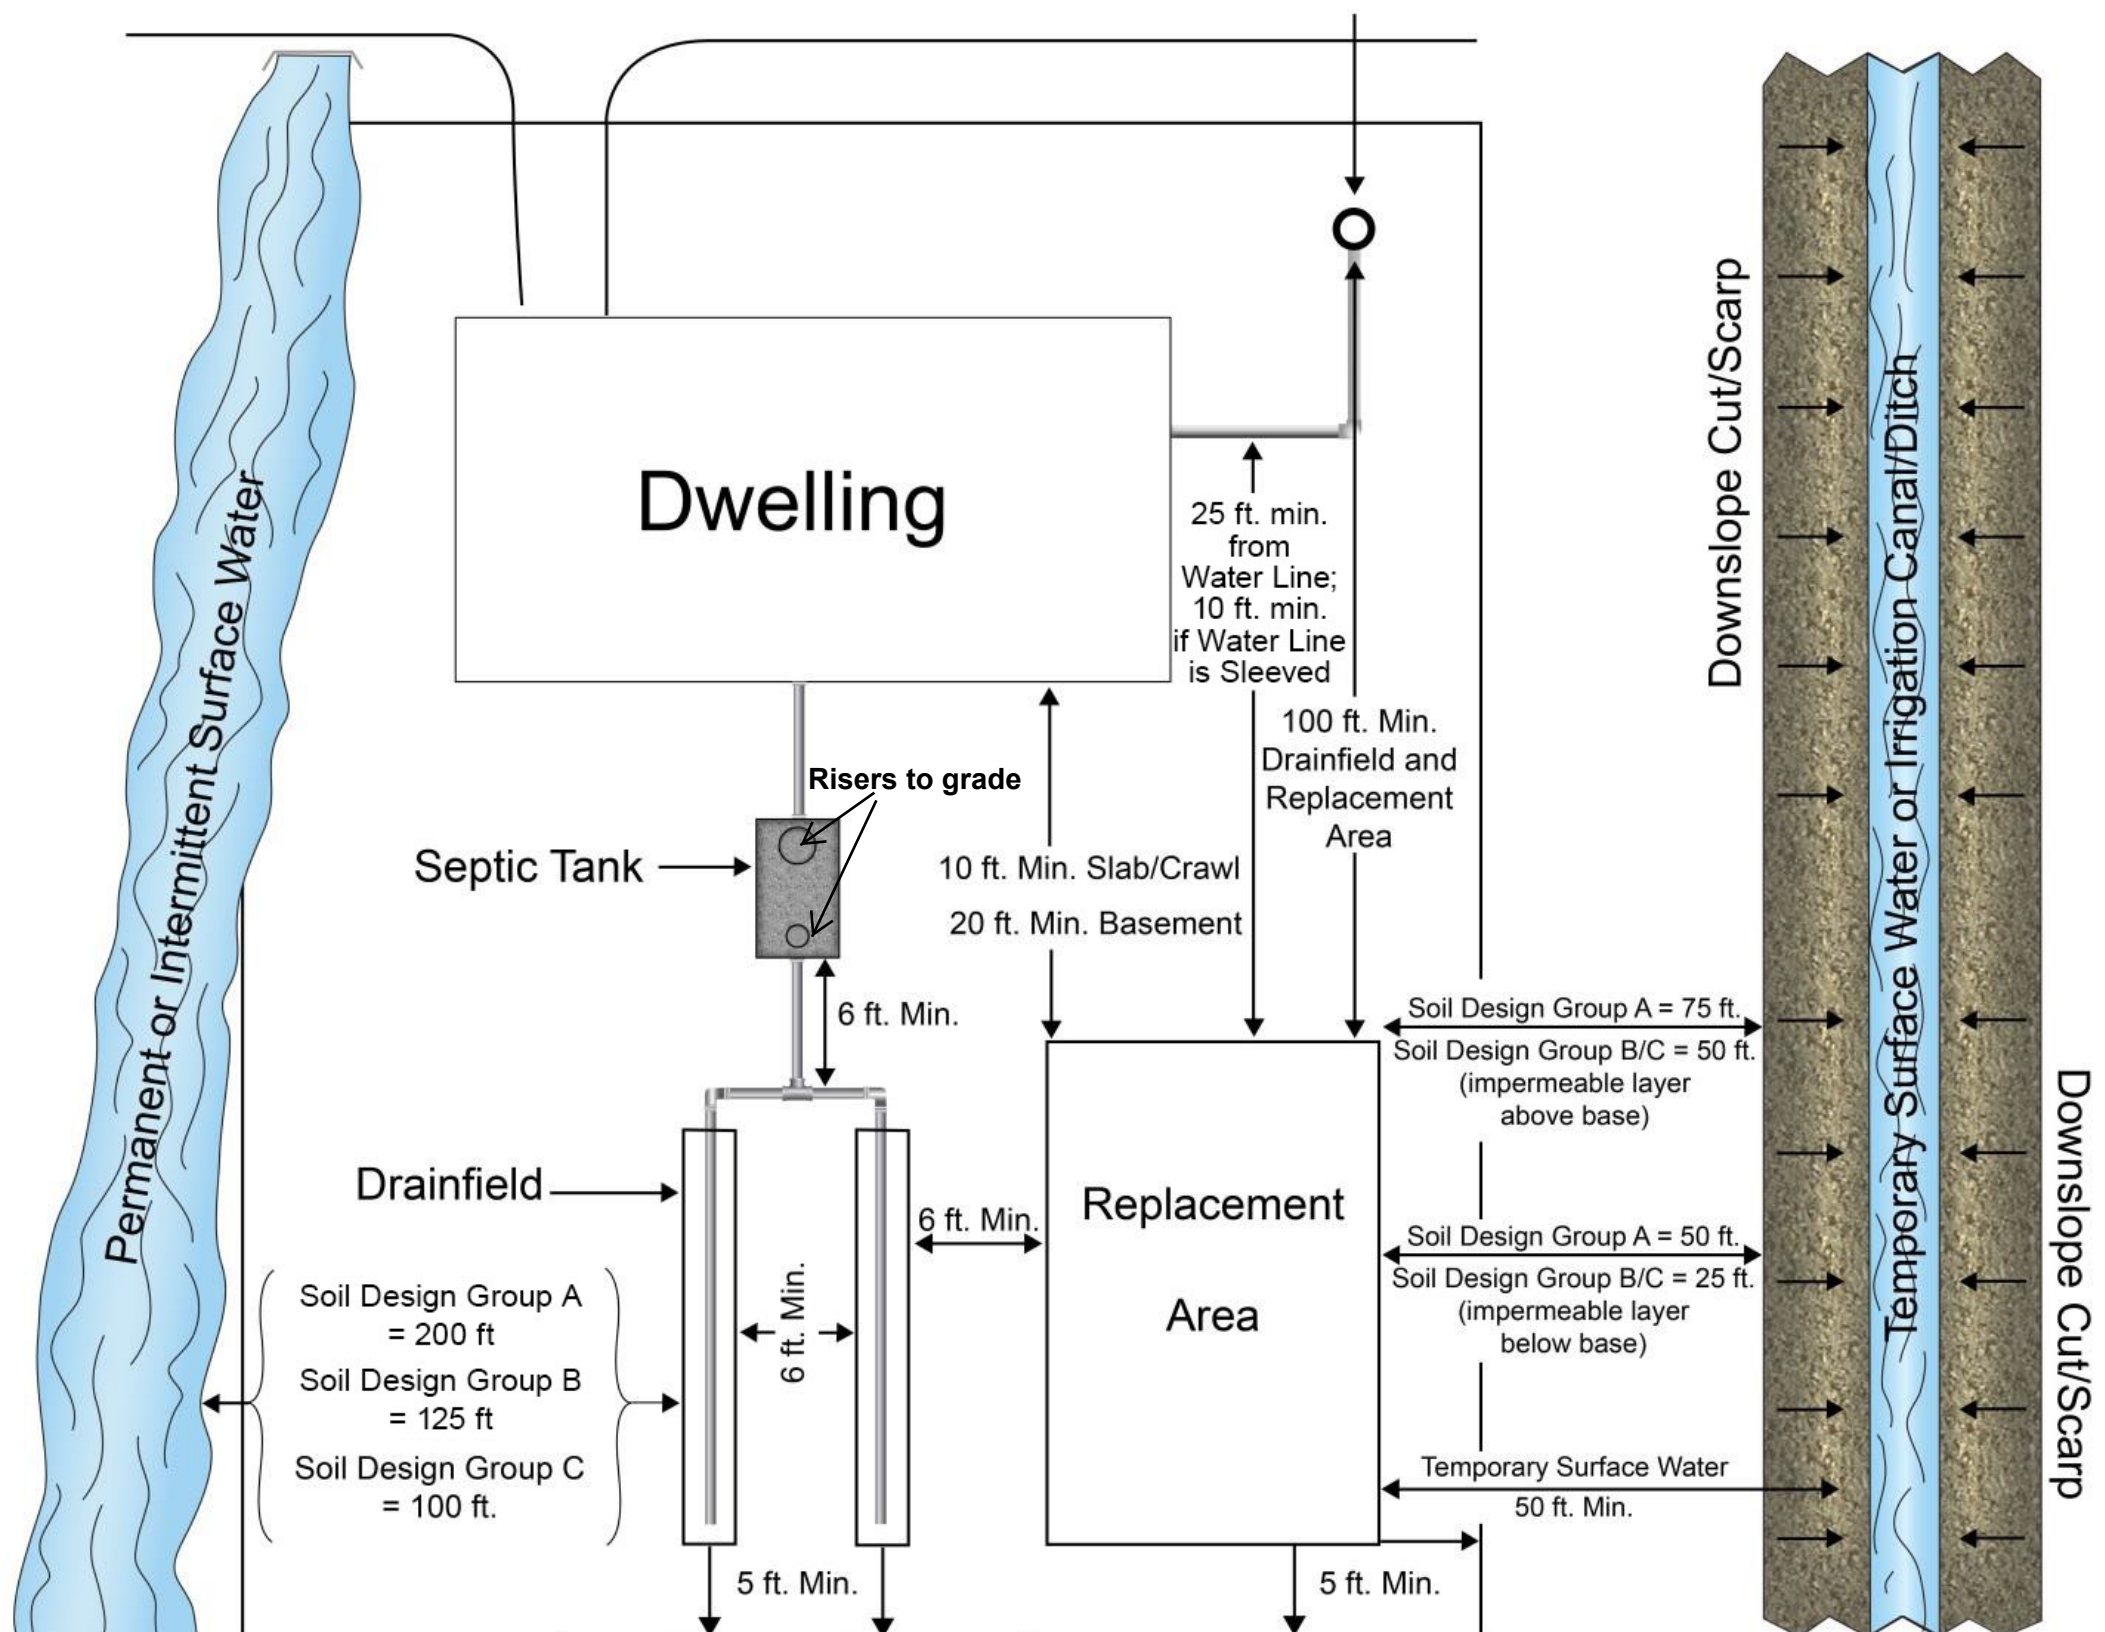 Permanent or Intermittent Surface Water
Dwelling
25 ft. min.
from
Water Line;
10 ft. min.
if Water Line
is Sleeved
100 ft. Min.
Drainfield and
Replacement
Area
Downslope Cut/Scarp
Temporary Surface Water or Irrigation Canal/Ditch
Downslope Cut/Scarp
Risers to grade
Septic Tank
10 ft. Min. Slab/Crawl
20 ft. Min. Basement
6 ft. Min.
Soil Design Group A = 75 ft.
Soil Design Group B/C = 50 ft.
(impermeable layer
above base)
Drainfield
6 ft. Min.
6 ft. Min.
Replacement
Area
Soil Design Group A = 50 ft.
Soil Design Group B/C = 25 ft.
(impermeable layer
below base)
Soil Design Group A
= 200 ft
Soil Design Group B
= 125 ft
Soil Design Group C
= 100 ft.
Temporary Surface Water
50 ft. Min.
5 ft. Min.
5 ft. Min.